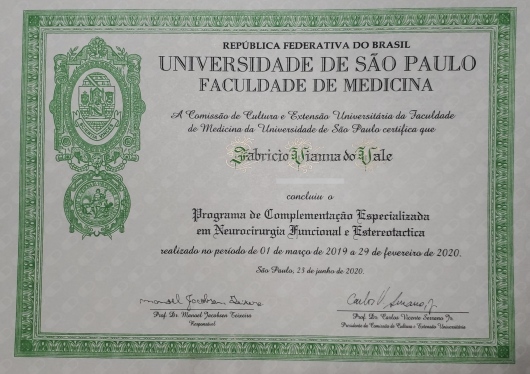 REPÚBLICA FEDERATIVA DO BRASIL
UNIVERSIDADE DE SÃO PAULO
FACULDADE DE MEDICINA
A Comissão de Cultura e Extensão Universitária da Faculdade
de Medicina da Universidade de São Paulo certifica que
Fabricio Vianna do Vale
concluiu o
Programa de Complementação Especializada
em Neurocirurgia Funcional e Estereotactica
realizado no período de 01 de março de 2019 a 29 de fevereiro de 2020.
São Paulo, 23 de junho de 2020.
Prof. Dr. Manoel Jacobsen Teixeira
Responsável
Prof. Dr. Carlos Vicente Serrano Jr.
Presidente da Comissão de Cultura e Extensão Universitária